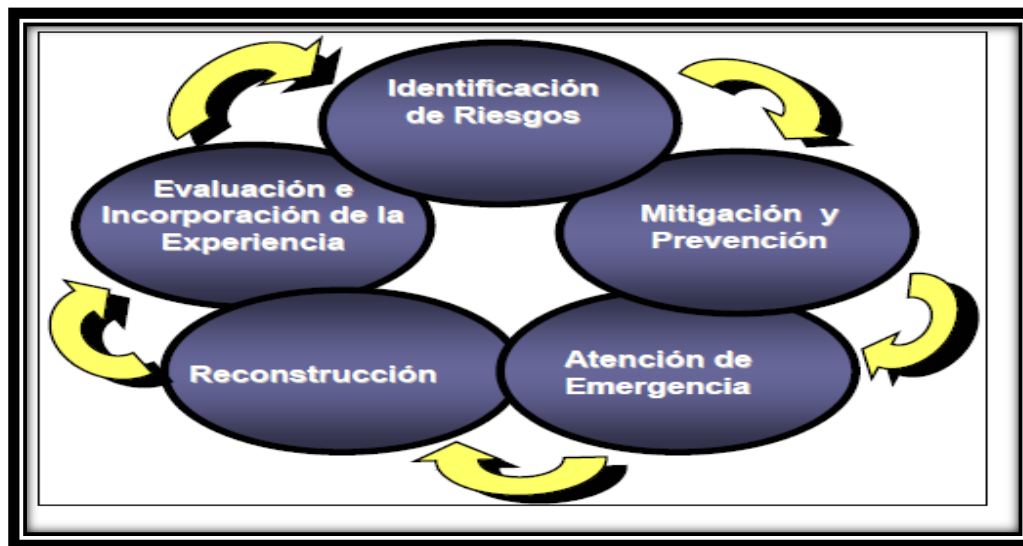 Identificación
de Riesgos
Mitigación y
Prevención
Atención de
Emergencia
Reconstrucción
Evaluación e
Incorporación de la
Experiencia